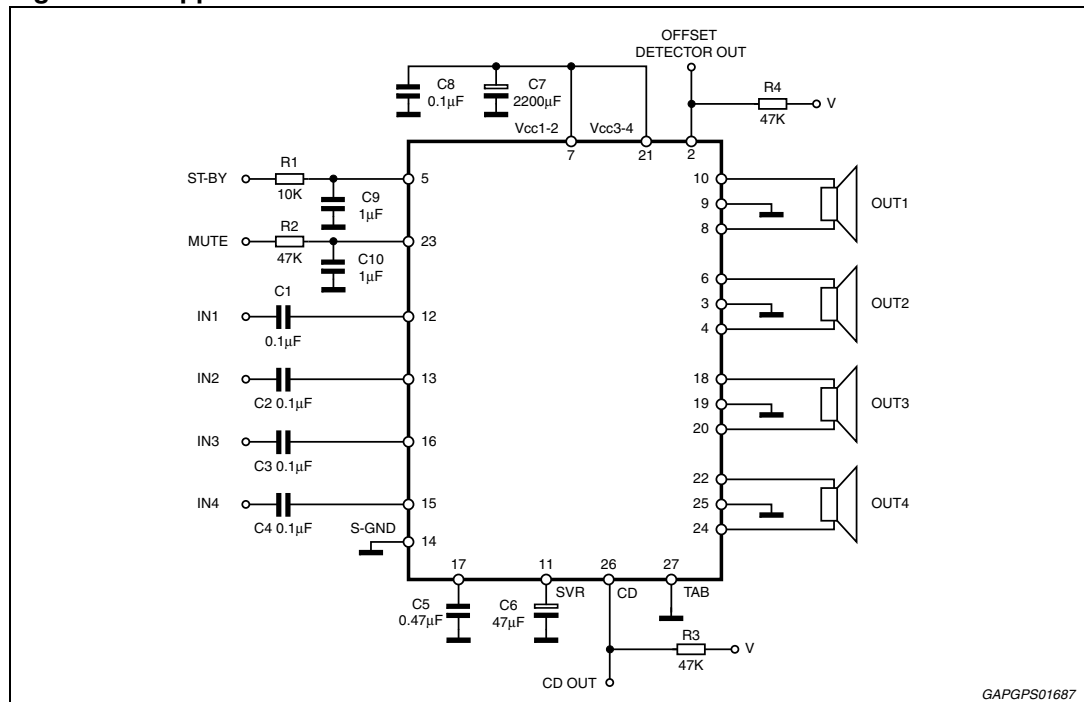 OFFSET
DETECTOR OUT
C8
0.1µF
C7
2200µF
R4
47K
V
Vcc1-2
Vcc3-4
7
21
2
ST-BY
R1
10K
5
C9
1µF
MUTE
R2
47K
23
C10
1µF
IN1
C1
0.1µF
12
IN2
C2 0.1µF
13
IN3
C3 0.1µF
16
IN4
C4 0.1µF
15
S-GND
14
10
9
8
OUT1
6
3
4
OUT2
18
19
20
OUT3
22
25
24
OUT4
17
11
26
27
SVR
CD
TAB
C5
0.47µF
C6
47µF
R3
47K
V
CD OUT
GAPGPS01687